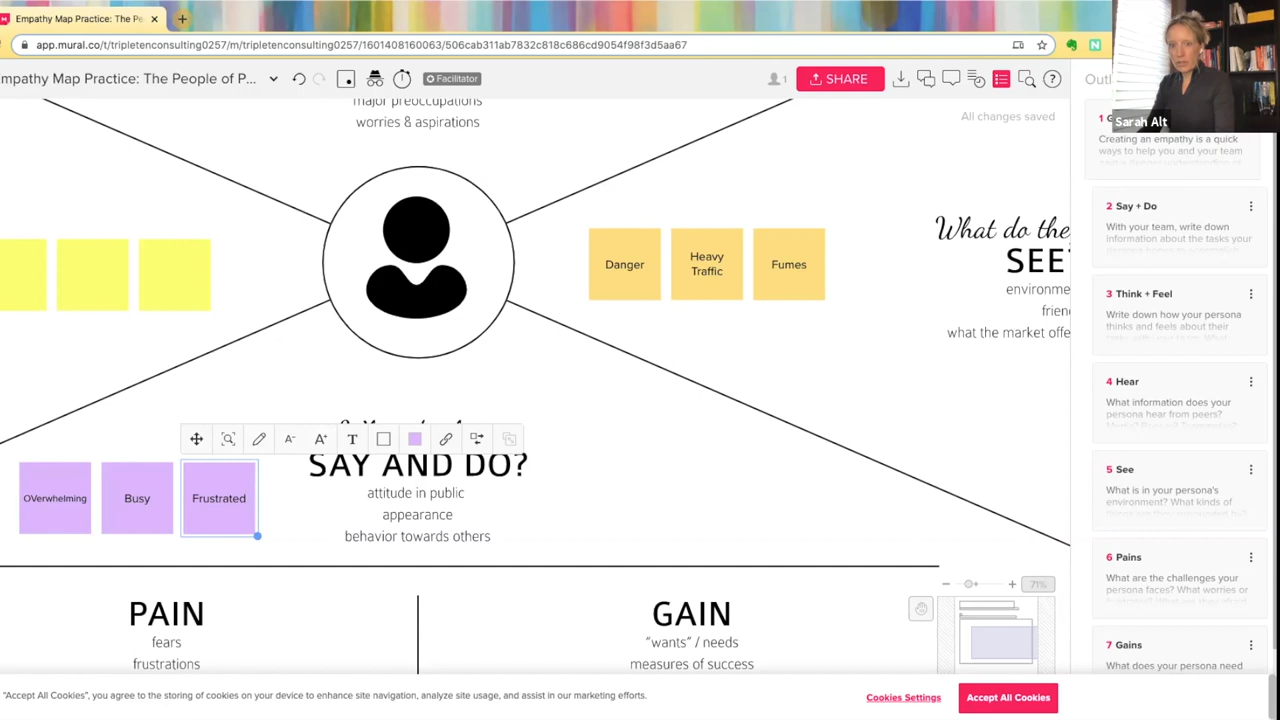 Empathy Map Practice: The Pe
app.mural.co/t/tripletenconsulting0257/m/tripletenconsulting0257/1601408160063/506cab311ab7832c818c686cd9054f98f3d5aa67
Empathy Map Practice: The People of P...
Facilitator
1
SHARE
?
Sarah Alt
major preoccupations
worries & aspirations
All changes saved
What do the
SEE?
environme
frien
what the market offe
Danger
Heavy
Traffic
Fumes
A-
A+
T
OVerwhelming
Busy
Frustrated
SAY AND DO?
attitude in public
appearance
behavior towards others
PAIN
fears
frustrations
GAIN
"wants" / needs
measures of success
71%
1 G
Creating an empathy is a quick
ways to help you and your team
2 Say + Do
With your team, write down
information about the tasks your
3 Think + Feel
Write down how your persona
thinks and feels about their
4 Hear
What information does your
persona hear from peers?
5 See
What is in your persona's
environment? What kinds of
6 Pains
What are the challenges your
persona faces? What worries or
7 Gains
What does your persona need
"Accept All Cookies", you agree to the storing of cookies on your device to enhance site navigation, analyze site usage, and assist in our marketing efforts.
Cookies Settings
Accept All Cookies